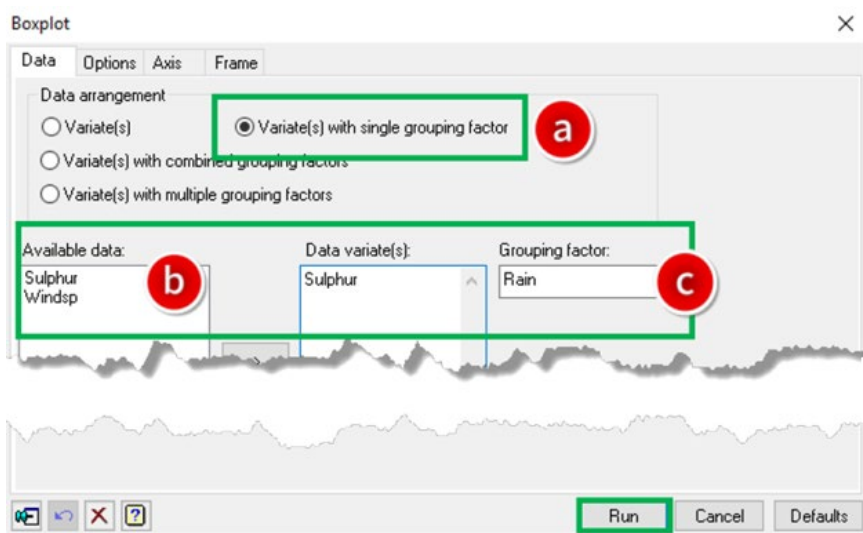 Boxplot
Data Options Axis Frame
Data arrangement
Variate(s) Variate(s) with single grouping factor
a
Variate(s) with combined grouping factors
Variate(s) with multiple grouping factors
Available data: Data variate(s): Grouping factor:
Sulphur Sulphur Rain
Windsp
b
c
Run Cancel Defaults